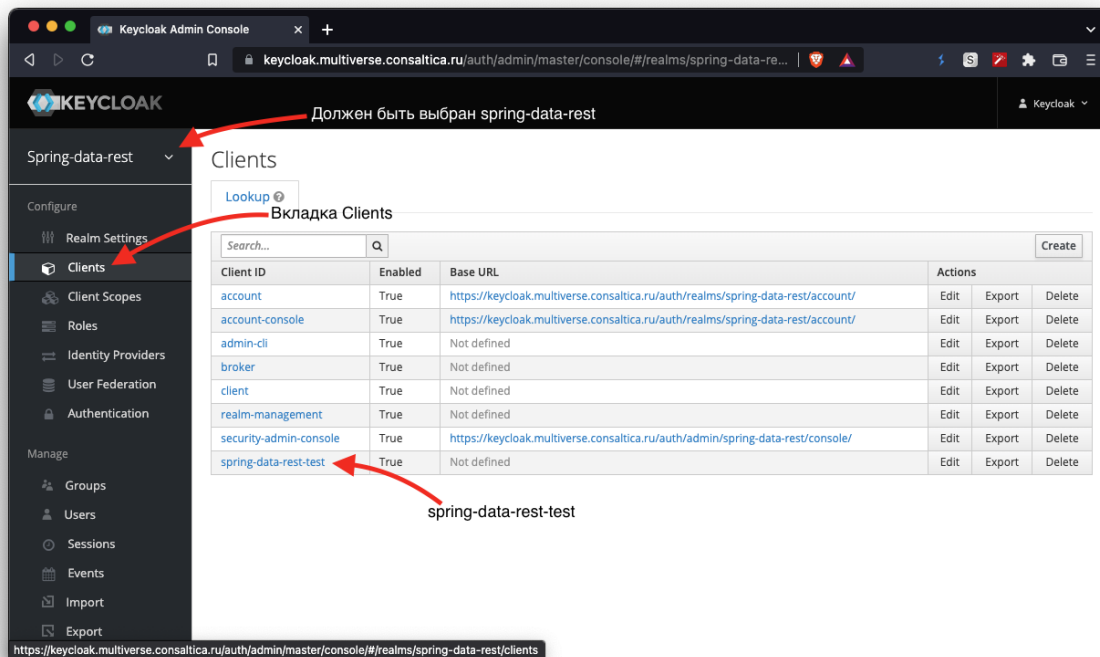 Keycloak Admin Console
keycloak.multiverse.consaltica.ru/auth/admin/master/console/#/realms/spring-data-re...
KEYCLOAK
Keycloak
Должен быть выбран spring-data-rest
Spring-data-rest
Clients
Lookup
Вкладка Clients
Configure
Realm Settings
Clients
Client Scopes
Roles
Identity Providers
User Federation
Authentication
Manage
Groups
Users
Sessions
Events
Import
Export
Search...
Create
Client ID Enabled Base URL Actions
account True https://keycloak.multiverse.consaltica.ru/auth/realms/spring-data-rest/account/ Edit Export Delete
account-console True https://keycloak.multiverse.consaltica.ru/auth/realms/spring-data-rest/account/ Edit Export Delete
admin-cli True Not defined Edit Export Delete
broker True Not defined Edit Export Delete
client True Not defined Edit Export Delete
realm-management True Not defined Edit Export Delete
security-admin-console True https://keycloak.multiverse.consaltica.ru/auth/admin/spring-data-rest/console/ Edit Export Delete
spring-data-rest-test True Not defined Edit Export Delete
spring-data-rest-test
https://keycloak.multiverse.consaltica.ru/auth/admin/master/console/#/realms/spring-data-rest/clients